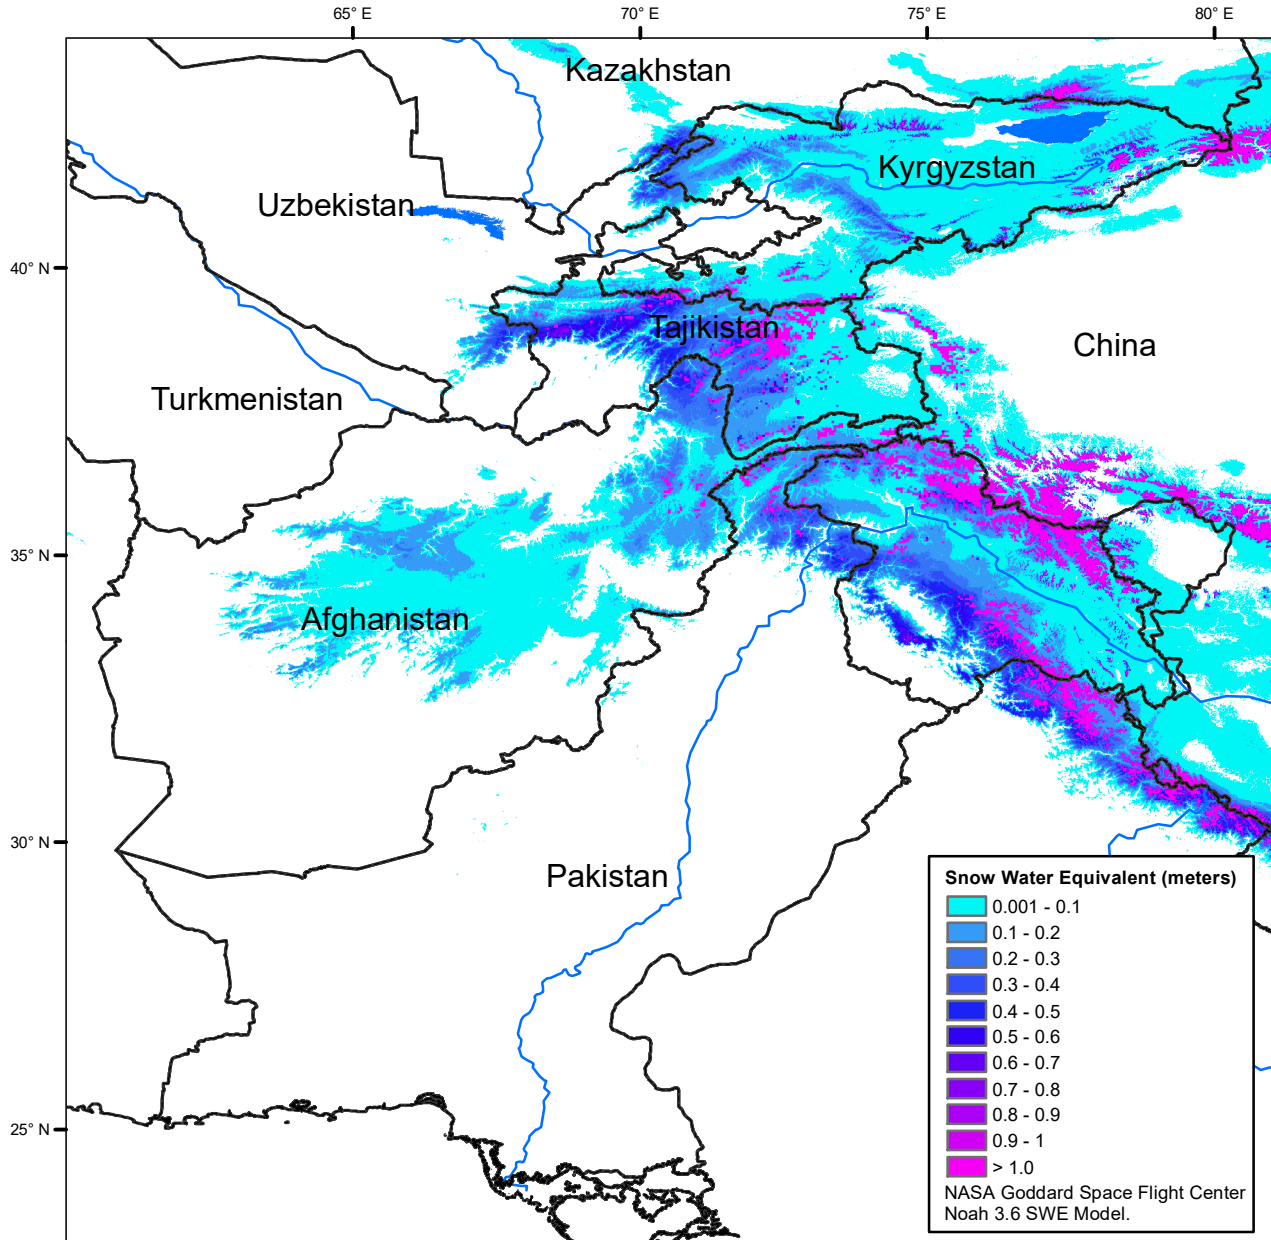 65° E
70° E
75° E
80° E
Kazakhstan
Kyrgyzstan
Uzbekistan
40° N
Tajikistan
China
Turkmenistan
35° N
Afghanistan
30° N
Pakistan
25° N
Snow Water Equivalent (meters)
0.001 - 0.1
0.1 - 0.2
0.2 - 0.3
0.3 - 0.4
0.4 - 0.5
0.5 - 0.6
0.6 - 0.7
0.7 - 0.8
0.8 - 0.9
0.9 - 1
> 1.0
NASA Goddard Space Flight Center
Noah 3.6 SWE Model.